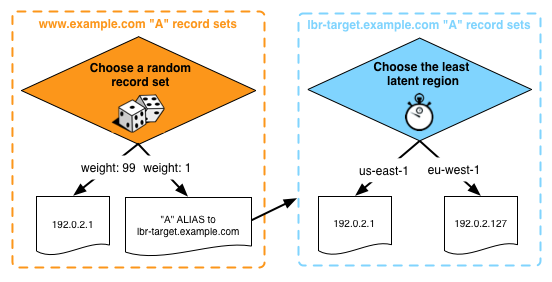 www.example.com "A" record sets
Choose a random
record set
weight: 99
weight: 1
192.0.2.1
"A" ALIAS to
lbr-target.example.com
lbr-target.example.com "A" record sets
Choose the least
latent region
us-east-1
eu-west-1
192.0.2.1
192.0.2.127